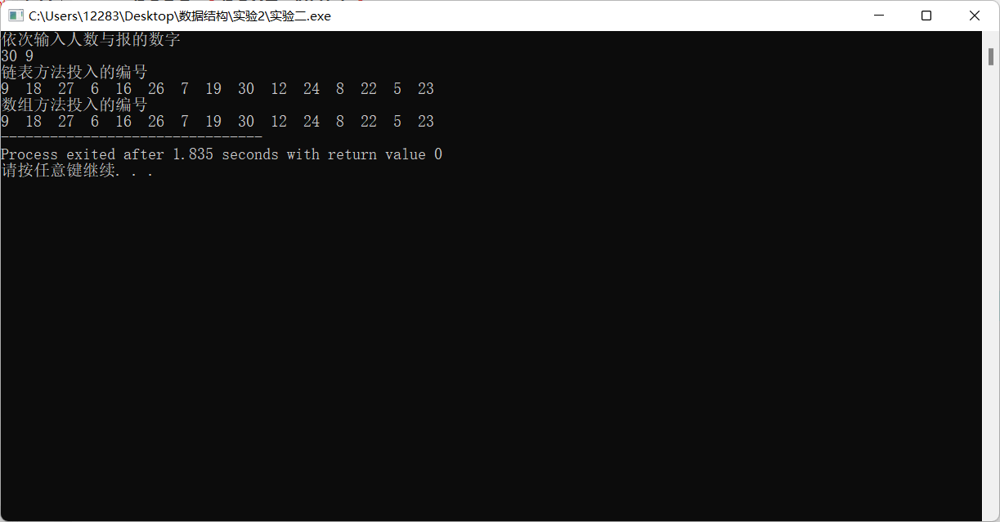 C:\Users\12283\Desktop\数据结构\实验2\实验二.exe
依次输入人数与报的数字
30 9
链表方法投入的编号
9  18  27  6  16  26  7  19  30  12  24  8  22  5  23
数组方法投入的编号
9  18  27  6  16  26  7  19  30  12  24  8  22  5  23
--------------------------------
Process exited after 1.835 seconds with return value 0
请按任意键继续. . .